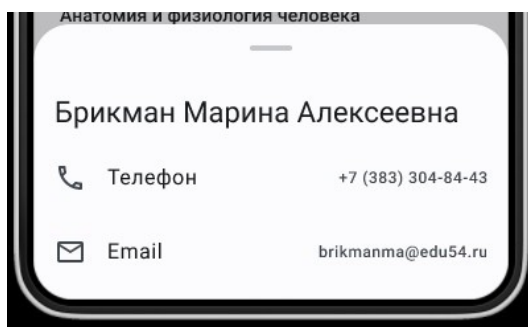 Анатомия и физиология человека
Брикман Марина Алексеевна
Телефон +7 (383) 304-84-43
Email brikmanma@edu54.ru